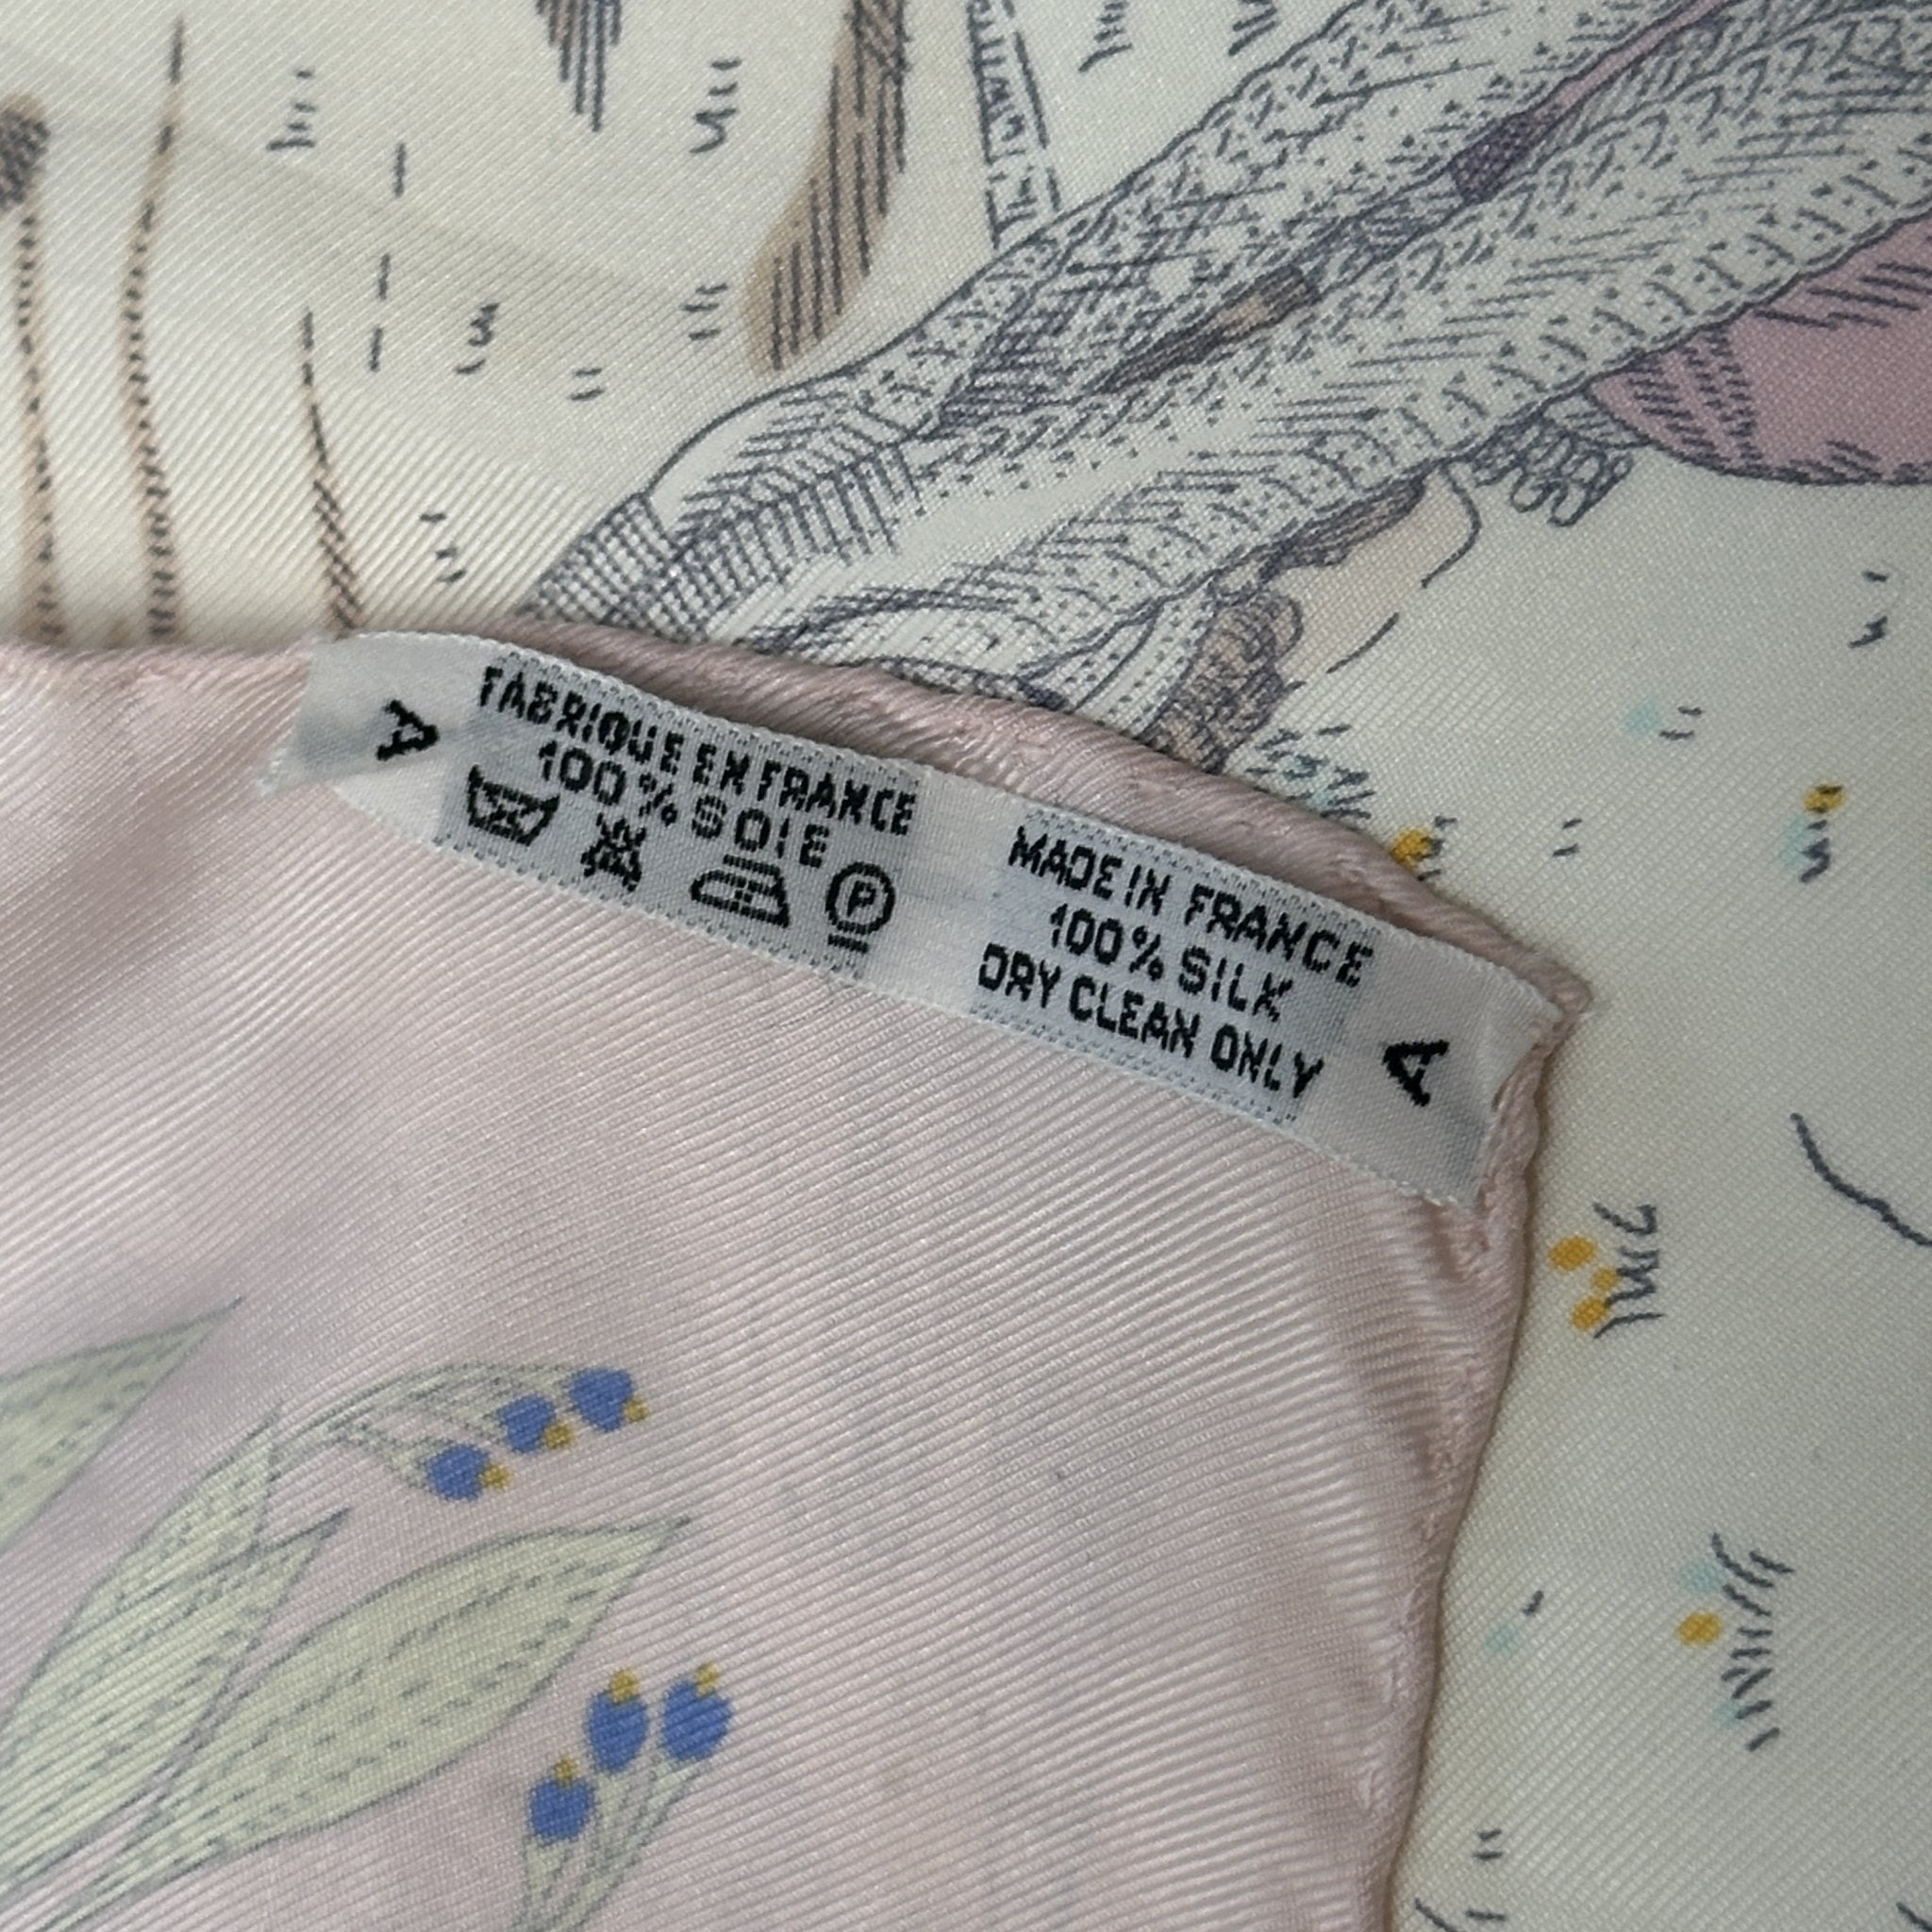 A
FABRIQUE EN FRANCE
100% SOIE
P
MADE IN FRANCE
100% SILK
DRY CLEAN ONLY
A